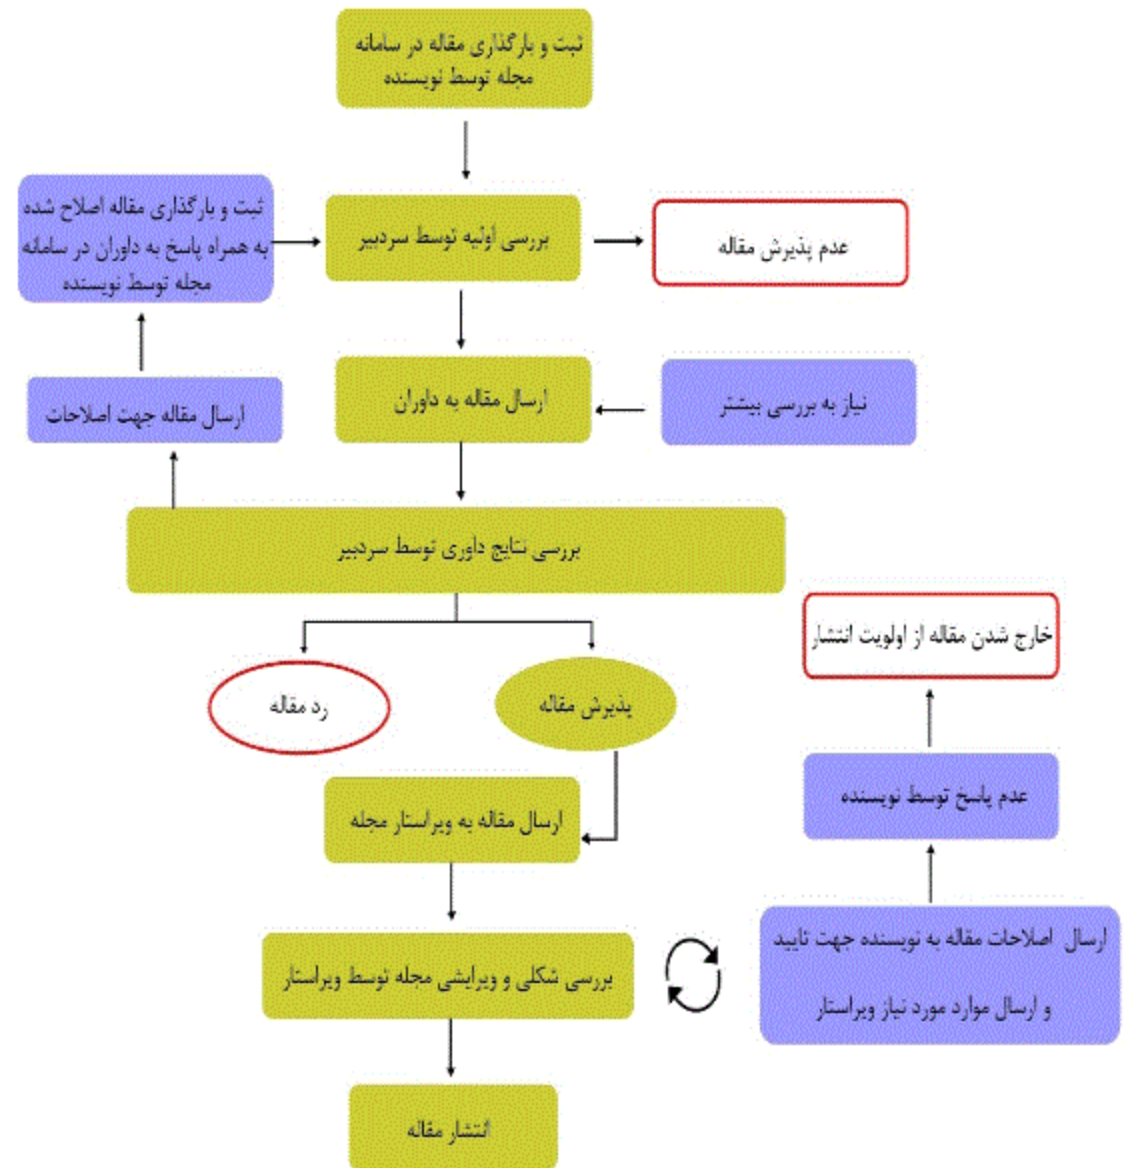 ثبت و بارگذاری مقاله در سامانه
مجله توسط نویسنده
ثبت و بارگذاری مقاله اصلاح شده
به همراه پاسخ به داوران در سامانه
مجله توسط نویسنده
بررسی اولیه توسط سردبیر
عدم پذیرش مقاله
ارسال مقاله جهت اصلاحات
ارسال مقاله به داوران
نیاز به بررسی بیشتر
بررسی نتایج داوری توسط سردبیر
خارج شدن مقاله از اولویت انتشار
رد مقاله
پذیرش مقاله
عدم پاسخ توسط نویسنده
ارسال مقاله به ویراستار مجله
ارسال اصلاحات مقاله به نویسنده جهت تایید
و ارسال موارد مورد نیاز ویراستار
بررسی شکلی و ویرایشی مجله توسط ویراستار
انتشار مقاله